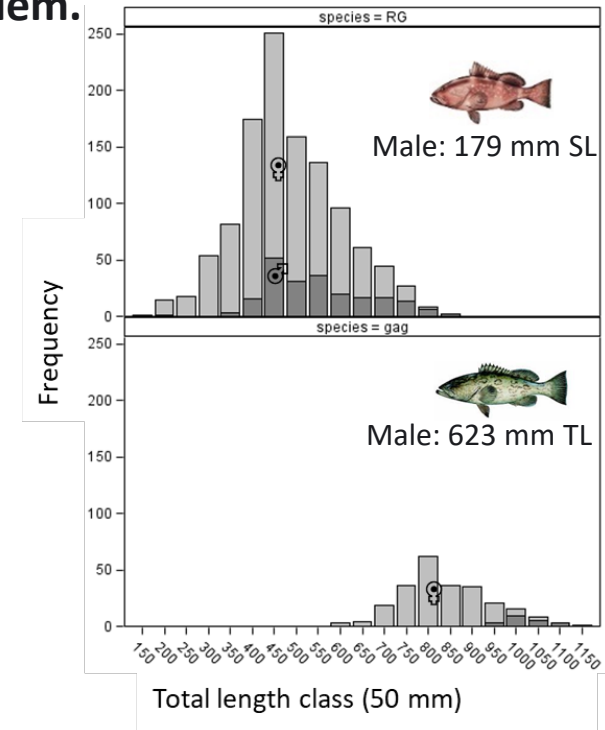 lem.
species = RG
250
200
150
100
50
0
Male: 179 mm SL
species = gag
250
200
150
100
50
0
Male: 623 mm TL
Frequency
150 200 250 300 350 400 450 500 550 600 650 700 750 800 850 900 950 1000 1050 1100 1150
Total length class (50 mm)